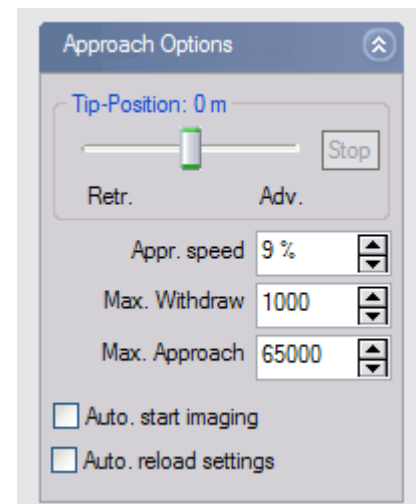 Approach Options
Tip-Position: 0 m
Stop
Retr. Adv.
Appr. speed 9 %
Max. Withdraw 1000
Max. Approach 65000
Auto. start imaging
Auto. reload settings